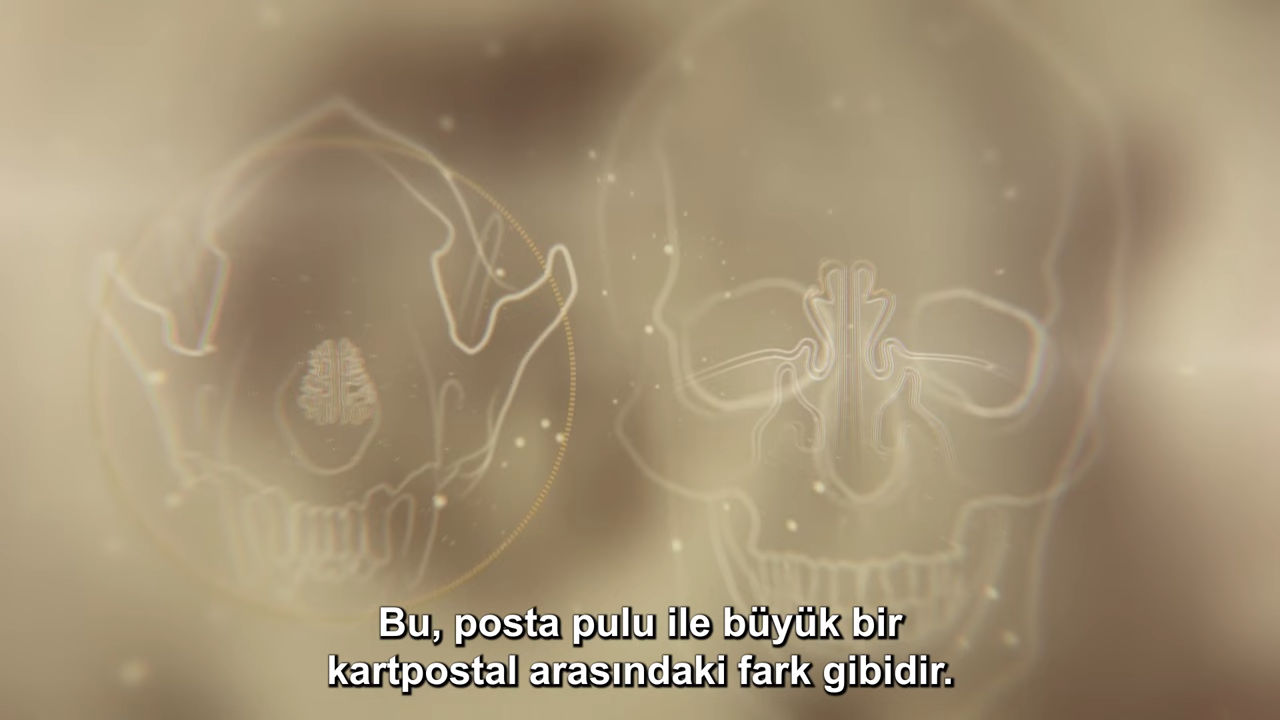 Bu, posta pulu ile büyük bir
kartpostal arasındaki fark gibidir.